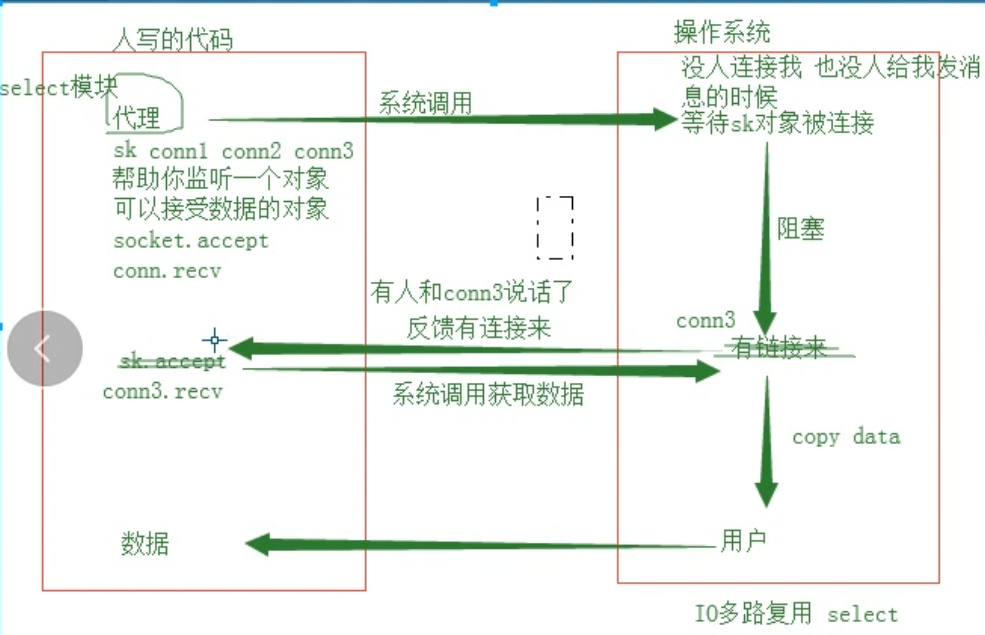 人写的代码
操作系统
select模块
代理
系统调用
没人连接我 也没人给我发消
息的时候
等待sk对象被连接
sk conn1 conn2 conn3
帮助你监听一个对象
可以接受数据的对象
socket.accept
conn.recv
阻塞
有人和conn3说话了
反馈有连接来
conn3
有链接来
sk.accept
conn3.recv
系统调用获取数据
copy data
数据
用户
IO多路复用 select